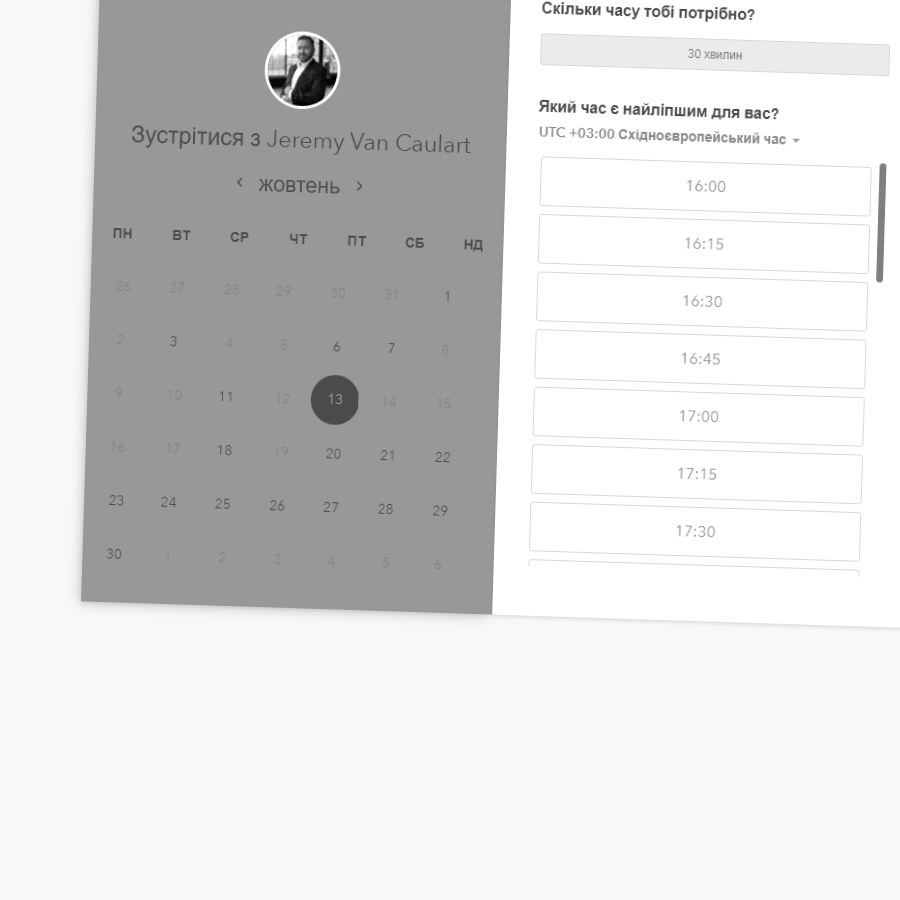 Зустрітися з Jeremy Van Caulart
жовтень
ПН ВТ СР ЧТ ПТ СБ НД
26 27 28 29 30 31 1
2 3 4 5 6 7 8
9 10 11 12 13 14 15
16 17 18 19 20 21 22
23 24 25 26 27 28 29
30 1 2 3 4 5 6
Скільки часу тобі потрібно?
30 хвилин
Який час є найліпшим для вас?
UTC +03:00 Східноєвропейський час
16:00
16:15
16:30
16:45
17:00
17:15
17:30